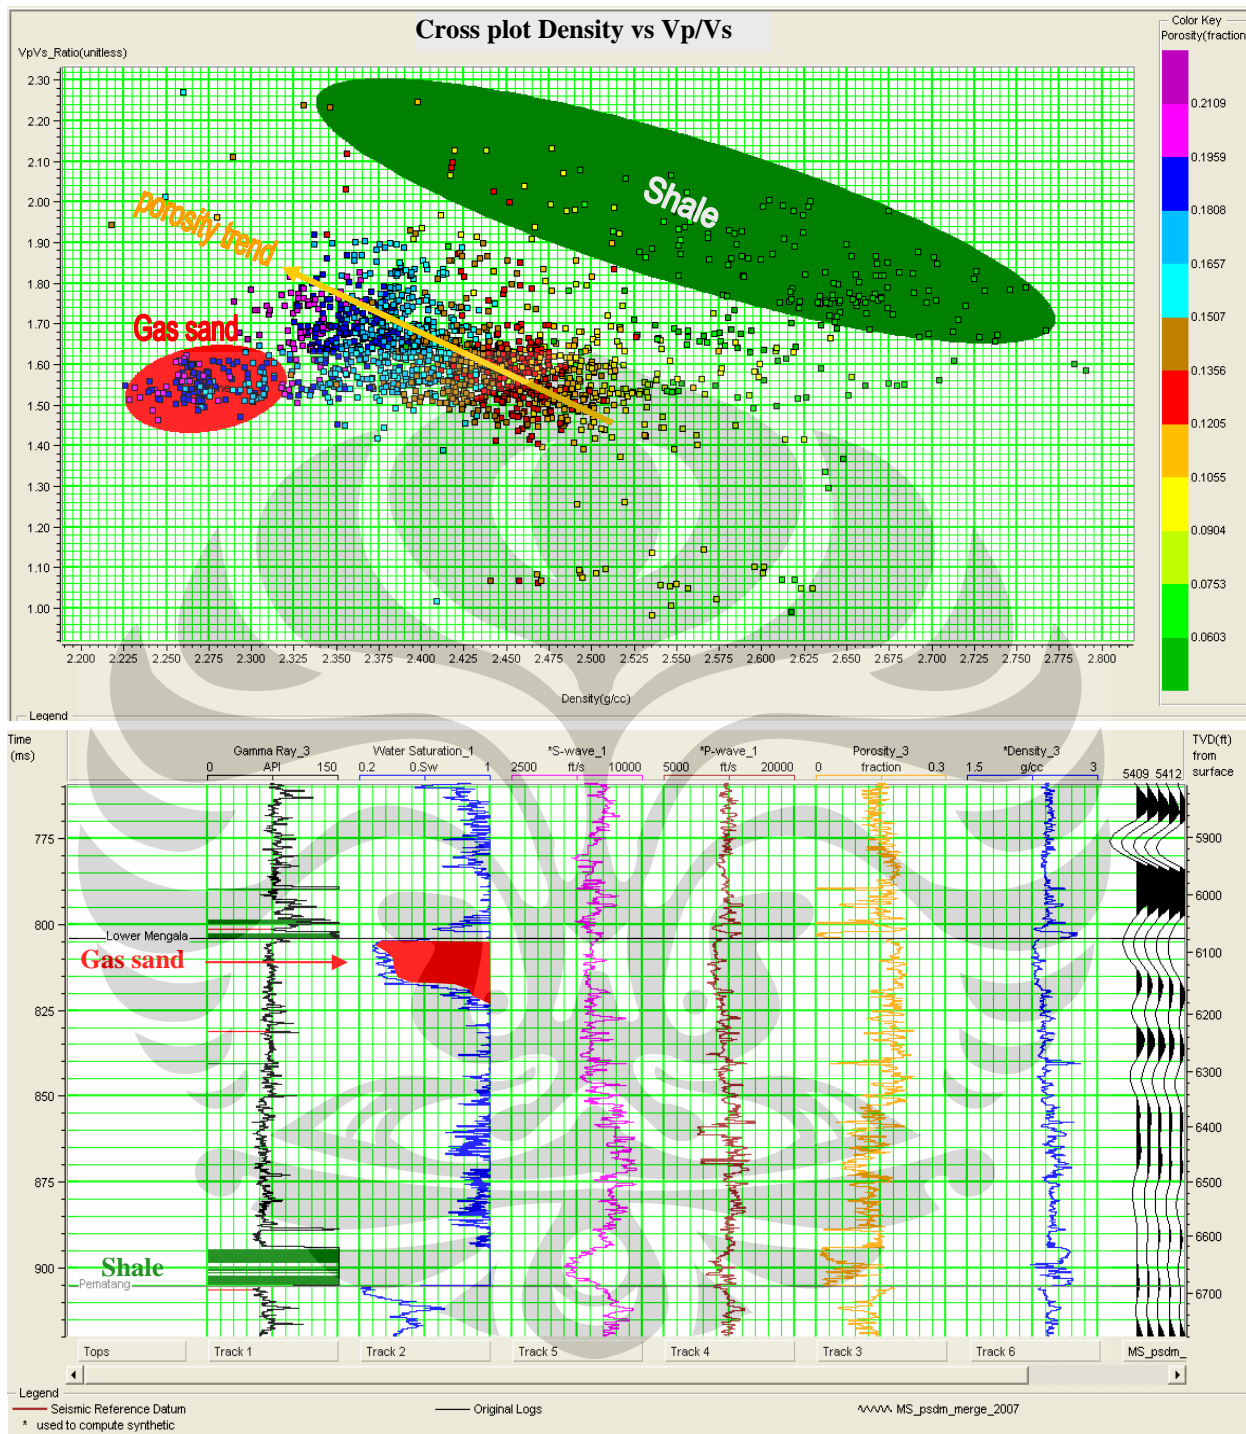 Cross plot Density vs Vp/Vs
Color Key
Porosity(fraction
VpVs_Ratio(unitless)
2.30
2.20
2.10
2.00
1.90
1.80
1.70
1.60
1.50
1.40
1.30
1.20
1.10
1.00
Shale
porosity trend
Gas sand
0.2109
0.1959
0.1808
0.1657
0.1507
0.1356
0.1205
0.1055
0.0904
0.0753
0.0603
2.200 2.225 2.250 2.275 2.300 2.325 2.350 2.375 2.400 2.425 2.450 2.475 2.500 2.525 2.550 2.575 2.600 2.625 2.650 2.675 2.700 2.725 2.750 2.775 2.800
Density(g/cc)
Legend
Time
(ms)
Gamma Ray_3
0 API 150
Water Saturation_1
0.2 0.Sw 1
*S-wave_1
2500 ft/s 10000
*P-wave_1
5000 ft/s 20000
Porosity_3
0 fraction 0.3
*Density_3
1.5 g/cc 3
TVD(ft)
from
surface
5409 5412
775
800
825
850
875
900
Lower Mengala
Gas sand
Shale
Pematang
5900
6000
6100
6200
6300
6400
6500
6600
6700
Tops
Track 1
Track 2
Track 5
Track 4
Track 3
Track 6
MS_psdm_
Legend
Seismic Reference Datum
Original Logs
MS_psdm_merge_2007
* used to compute synthetic